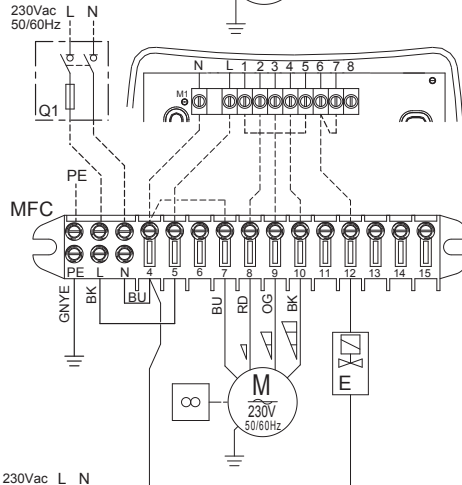 230Vac L N
50/60Hz
Q1
N L 1 2 3 4 5 6 7 8
M1
PE
MFC
PE L N 4 5 6 7 8 9 10 11 12 13 14 15
GNYE BK BU BU RD OG BK
M
230V
50/60Hz
E
8
230Vac L N